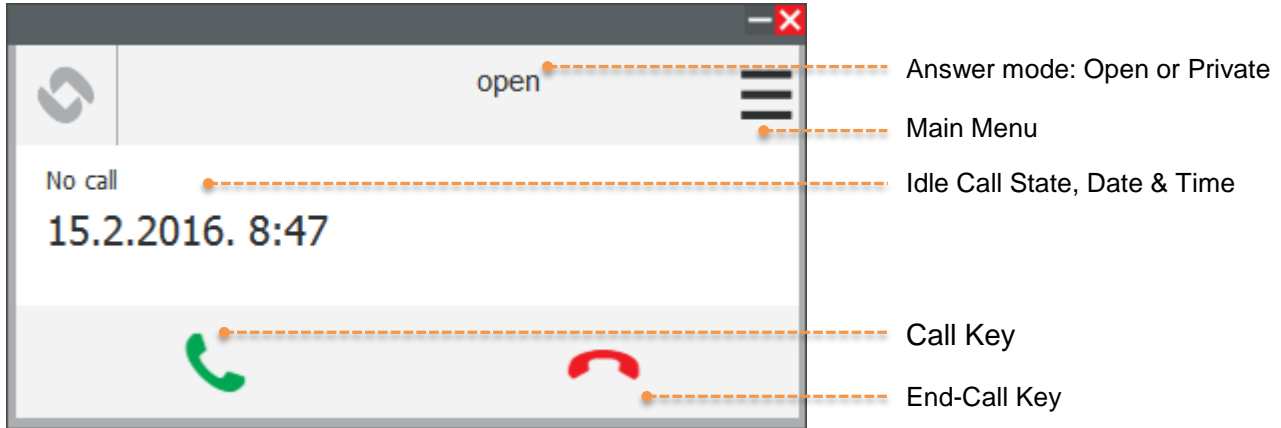 open
Answer mode: Open or Private
Main Menu
No call
Idle Call State, Date & Time
15.2.2016. 8:47
Call Key
End-Call Key